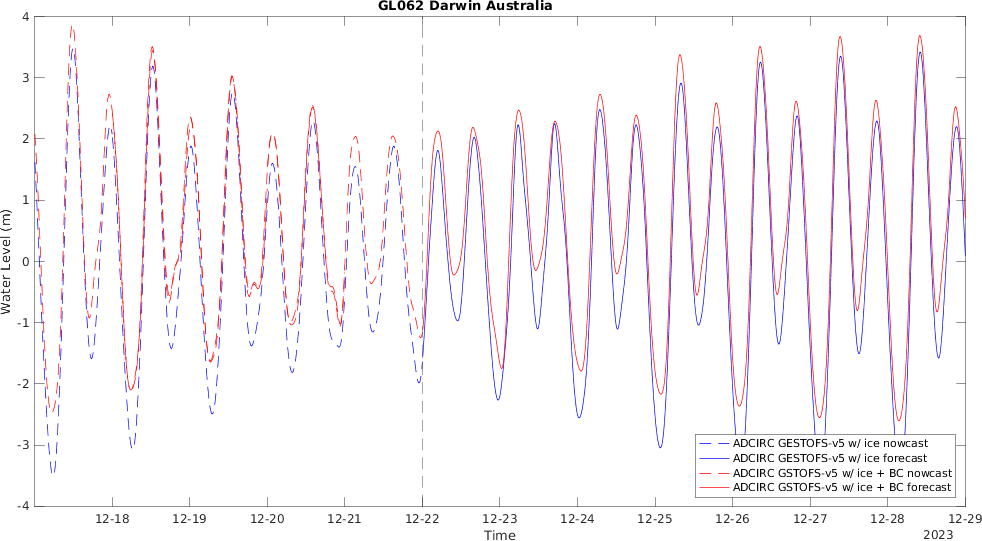 GL062 Darwin Australia
4
3
2
1
0
-1
-2
-3
-4
Water Level (m)
ADCIRC GESTOFS-v5 w/ ice nowcast
ADCIRC GESTOFS-v5 w/ ice forecast
ADCIRC GSTOFS-v5 w/ ice + BC nowcast
ADCIRC GSTOFS-v5 w/ ice + BC forecast
12-18 12-19 12-20 12-21 12-22 12-23 12-24 12-25 12-26 12-27 12-28 12-29
Time
2023